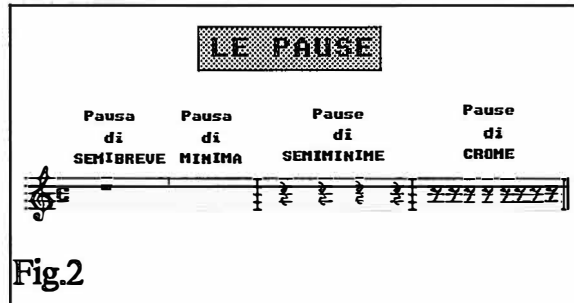 LE PAUSE
Pausa di SEMIBREVE
Pausa di MINIMA
Pause di SEMIMINIME
Pause di CROME
C
Fig.2